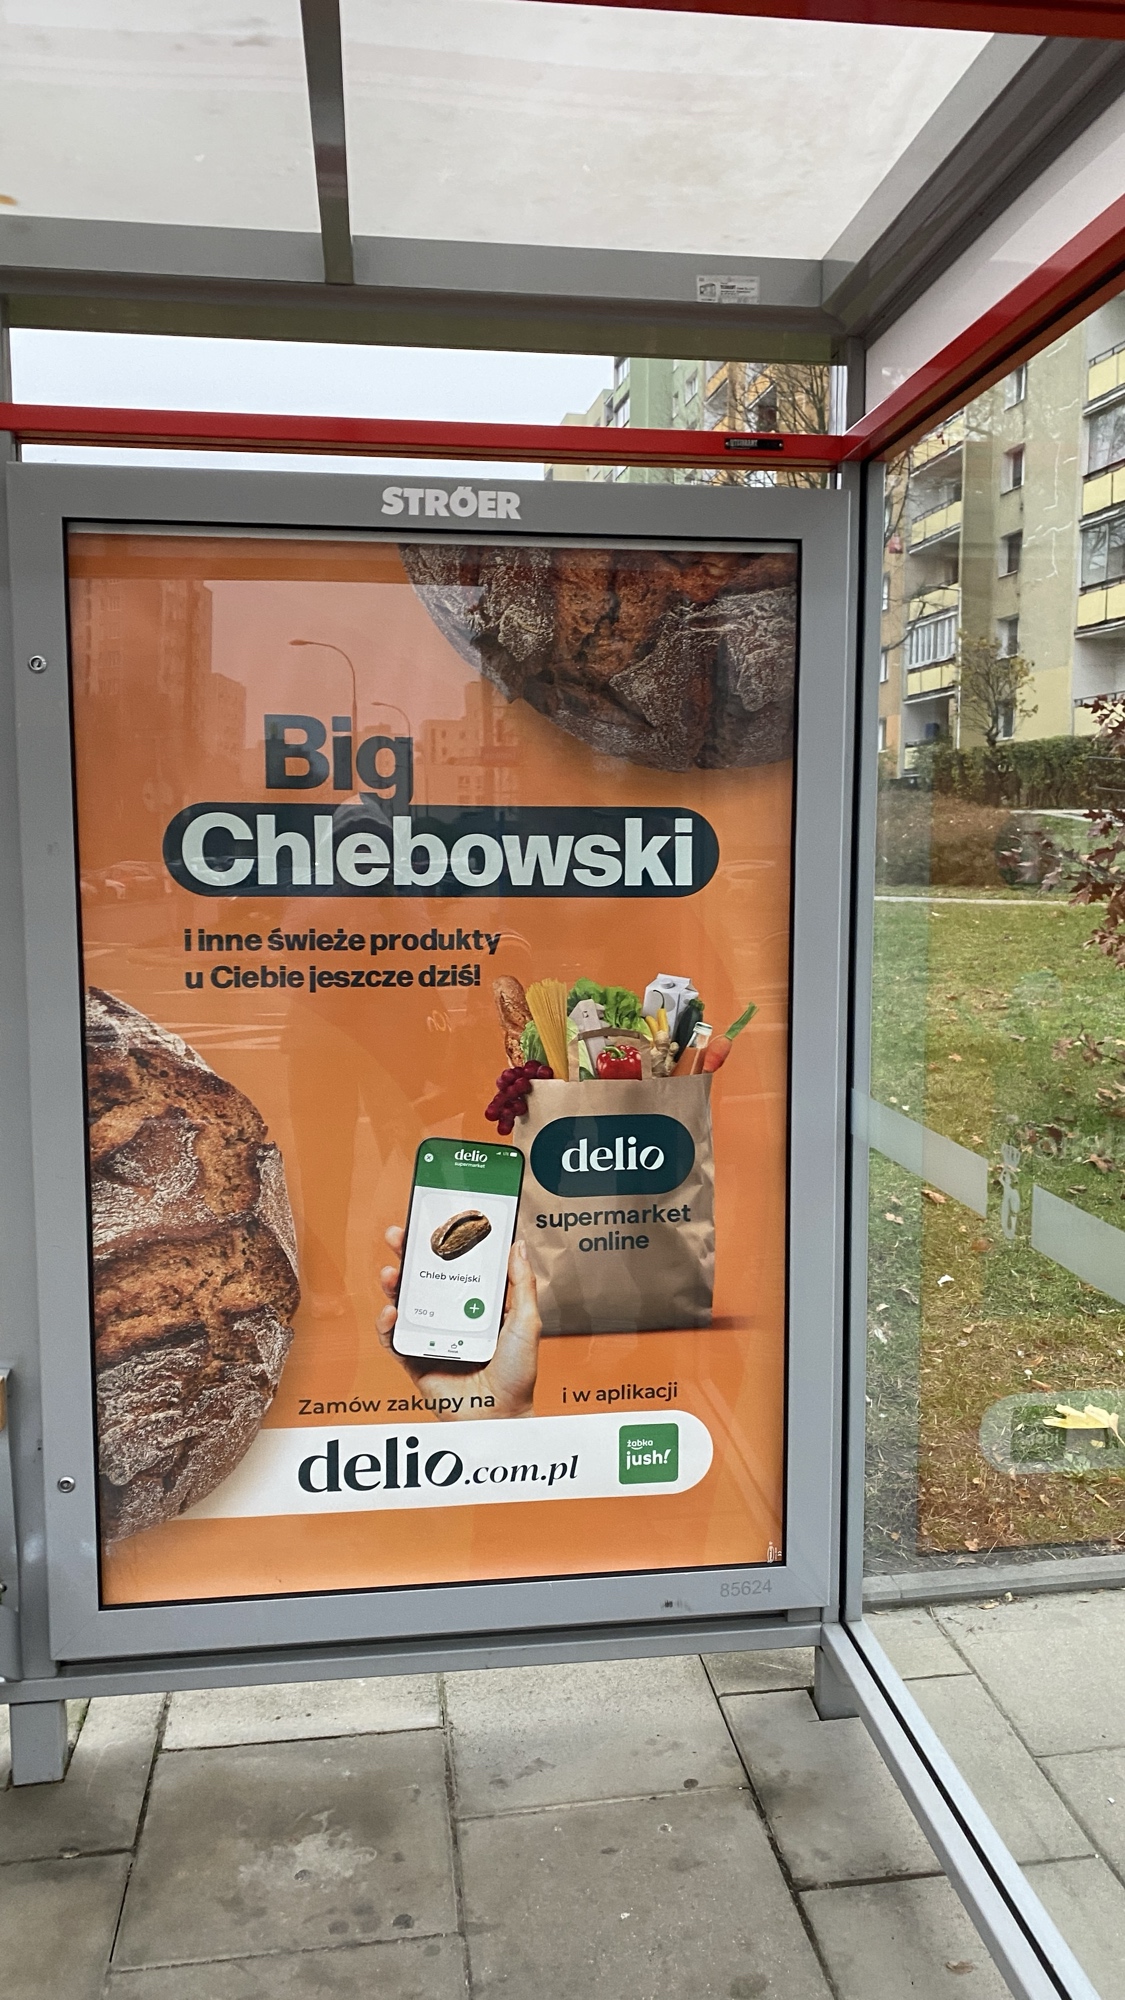 STRÖER
Big
Chlebowski
i inne świeże produkty
u Ciebie jeszcze dziś!
delio
supermarket
online
delio
supermarket
Chleb wiejski
750 g
+
Zamów zakupy na
i w aplikacji
delio.com.pl
żabka
jush!
85624